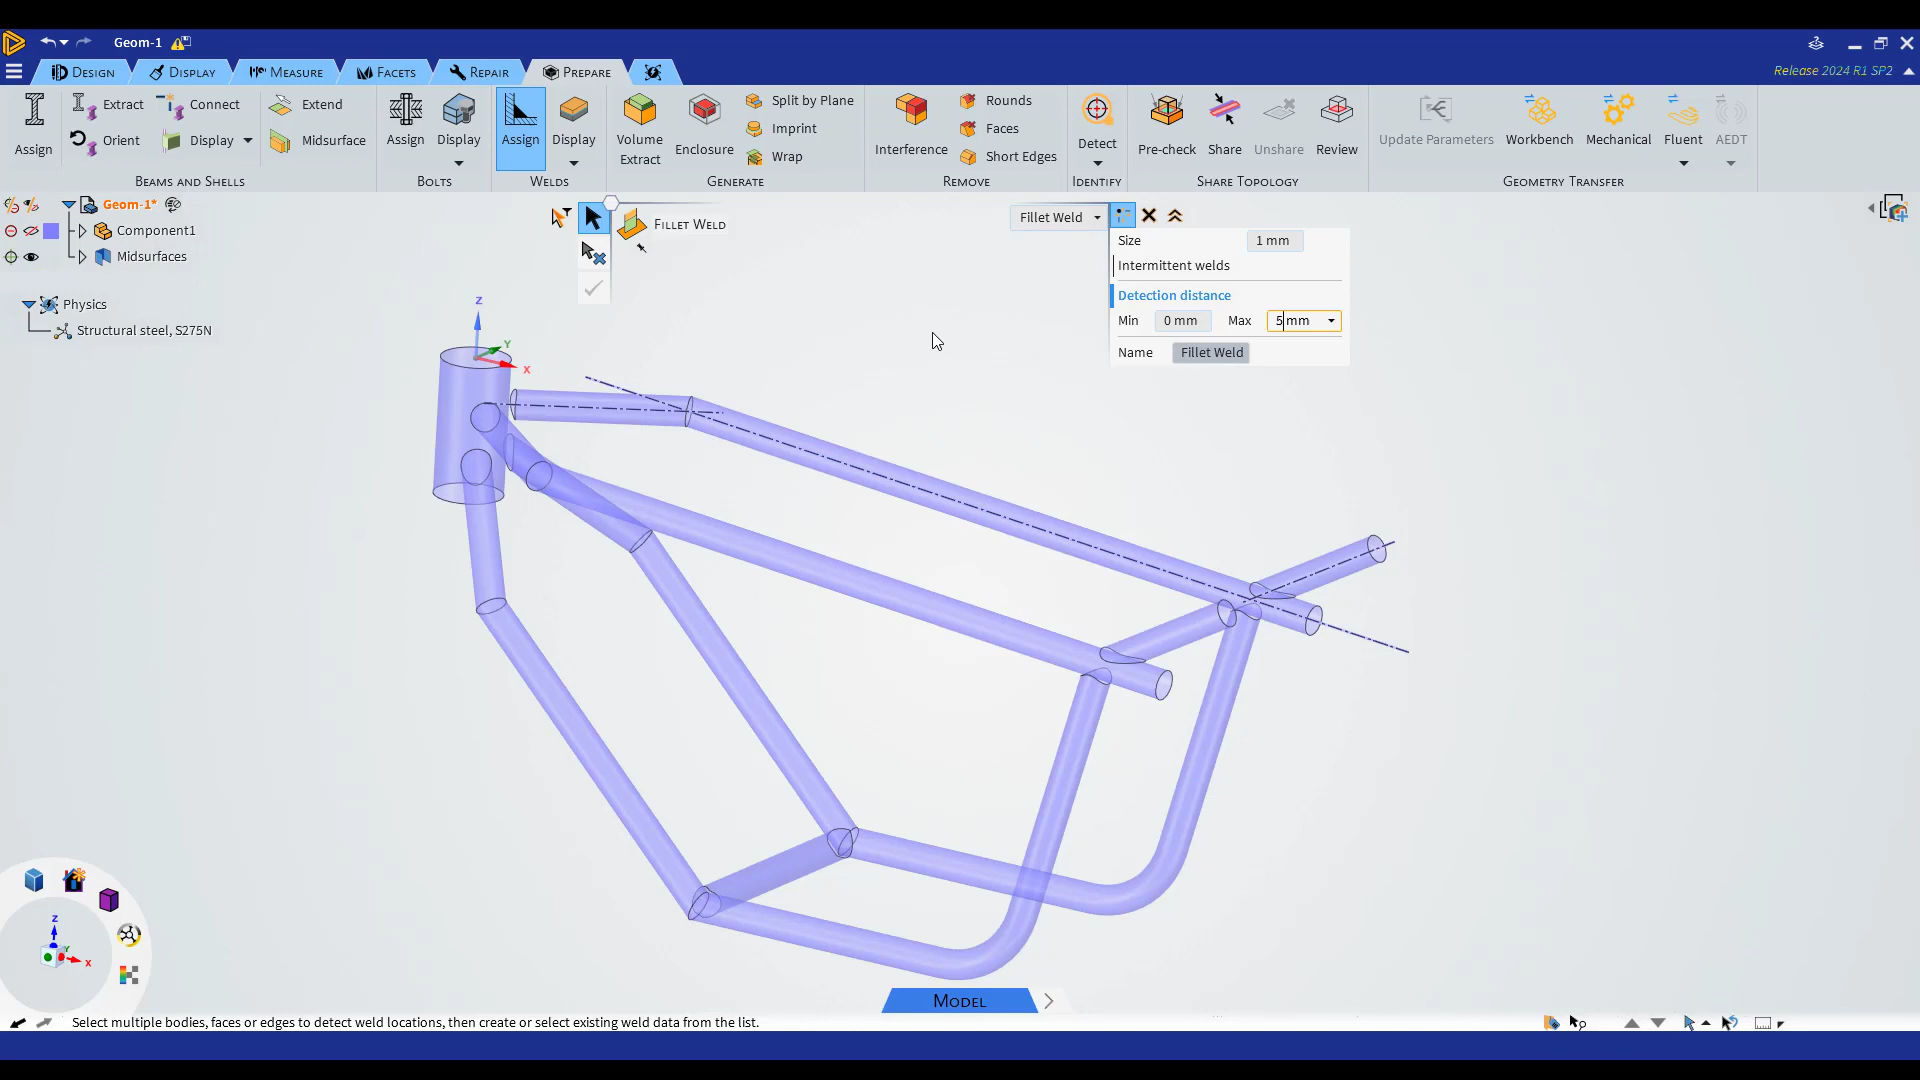 Geom-1
DESIGN DISPLAY MEASURE FACETS REPAIR PREPARE
Release 2024 R1 SP2
Assign Extract Connect Extend
Orient Display Midsurface
BEAMS AND SHELLS
Assign Display
BOLTS
Assign Display
WELDS
Volume Extract Enclosure Split by Plane
Imprint
Wrap
GENERATE
Interference Rounds
Faces
Short Edges
REMOVE
Detect
IDENTIFY
Pre-check Share Unshare Review
SHARE TOPOLOGY
Update Parameters Workbench Mechanical Fluent AEDT
GEOMETRY TRANSFER
Geom-1*
Component1
Midsurfaces
Physics
Structural steel, S275N
FILLET WELD
Fillet Weld
Size 1 mm
Intermittent welds
Detection distance
Min 0 mm Max 5 mm
Name Fillet Weld
Z
Y
X
Z
Y
X
MODEL
Select multiple bodies, faces or edges to detect weld locations, then create or select existing weld data from the list.